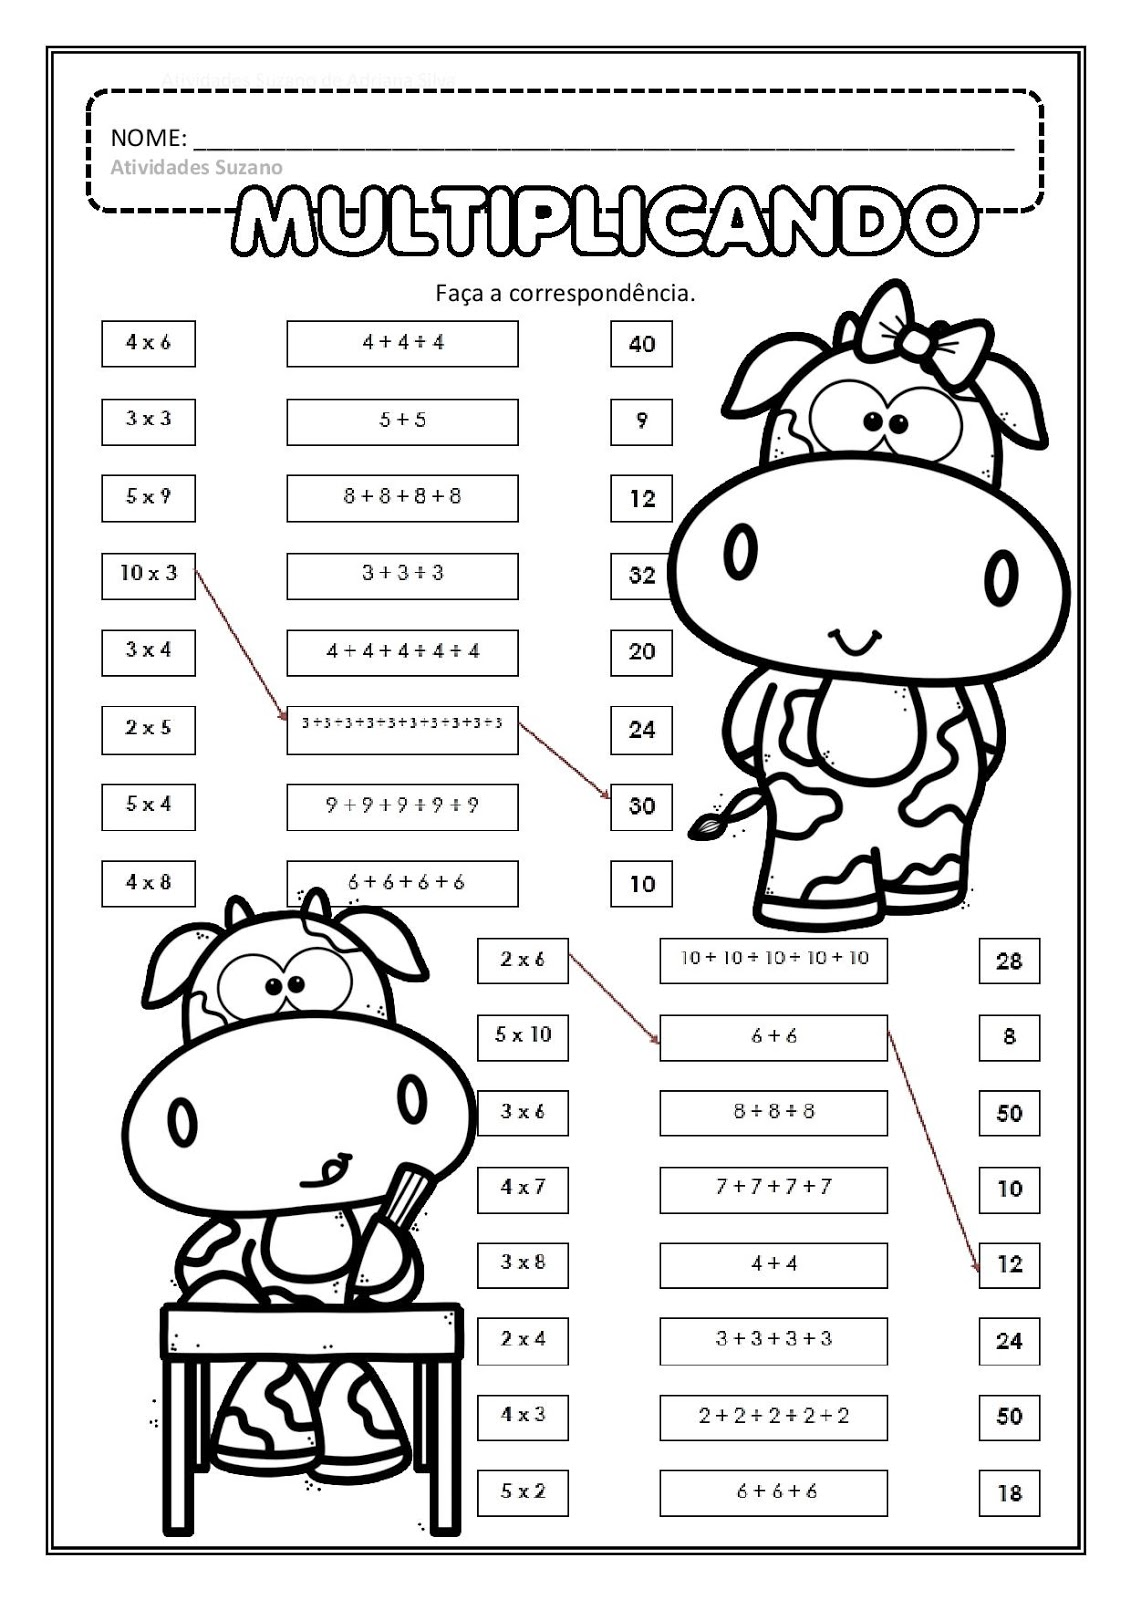 Atividades Suzano de Adriana Silva
NOME:
Atividades Suzano
MULTIPLICANDO
Faça a correspondência.
4 x 6 4 + 4 + 4 40
3 x 3 5 + 5 9
5 x 9 8 + 8 + 8 + 8 12
10 x 3 3 + 3 + 3 32
3 x 4 4 + 4 + 4 + 4 + 4 20
2 x 5 3+3+3+3+3+3+3+3+3+3 24
5 x 4 9 + 9 + 9 + 9 + 9 30
4 x 8 6 + 6 + 6 + 6 10
2 x 6 10 + 10 + 10 + 10 + 10 28
5 x 10 6 + 6 8
3 x 6 8 + 8 + 8 50
4 x 7 7 + 7 + 7 + 7 10
3 x 8 4 + 4 12
2 x 4 3 + 3 + 3 + 3 24
4 x 3 2 + 2 + 2 + 2 + 2 50
5 x 2 6 + 6 + 6 18